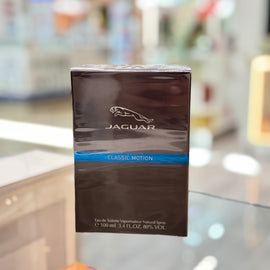 JAGUAR
CLASSIC MOTION
Eau de Toilette Vaporisateur Natural Spray
℮ 100 ml 3.4 FL.OZ. 80% VOL.